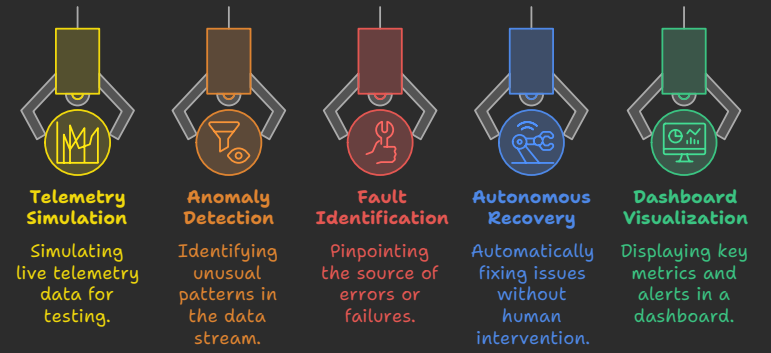 Telemetry
Simulation
Simulating
live telemetry
data for
testing.
Anomaly
Detection
Identifying
unusual
patterns in
the data
stream.
Fault
Identification
Pinpointing
the source of
errors or
failures.
Autonomous
Recovery
Automatically
fixing issues
without
human
intervention.
Dashboard
Visualization
Displaying key
metrics and
alerts in a
dashboard.